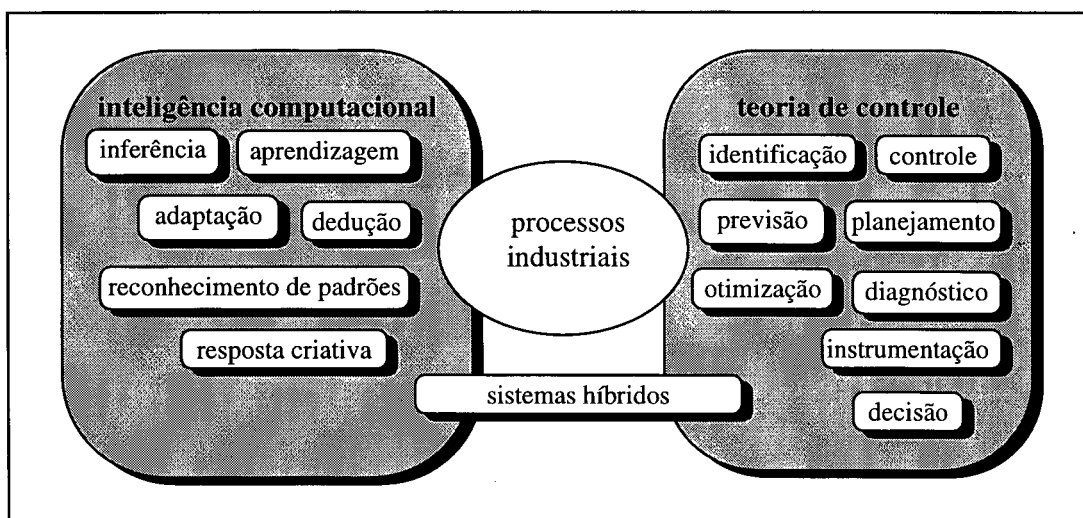 inteligência computacional
inferência
aprendizagem
adaptação
dedução
reconhecimento de padrões
resposta criativa
processos
industriais
sistemas híbridos
teoria de controle
identificação
controle
previsão
planejamento
otimização
diagnóstico
instrumentação
decisão